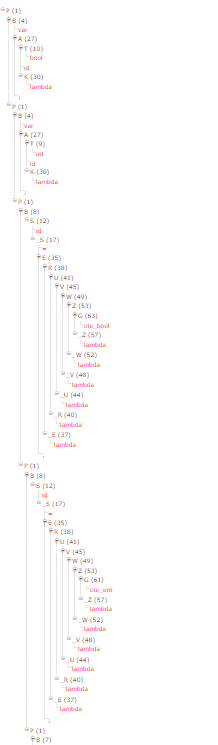 P (1)
B (4)
var
A (27)
T (10)
bool
id
K (30)
lambda
;
P (1)
B (4)
var
A (27)
T (9)
int
id
K (30)
lambda
;
P (1)
B (8)
S (12)
id
_S (17)
=
E (35)
R (38)
U (41)
V (45)
W (49)
Z (53)
G (63)
cte_bool
_Z (57)
lambda
_W (52)
lambda
_V (48)
lambda
_U (44)
lambda
_R (40)
lambda
_E (37)
lambda
;
P (1)
B (8)
S (12)
id
_S (17)
=
E (35)
R (38)
U (41)
V (45)
W (49)
Z (53)
G (61)
cte_ent
_Z (57)
lambda
_W (52)
lambda
_V (48)
lambda
_U (44)
lambda
_R (40)
lambda
_E (37)
lambda
;
P (1)
B (7)